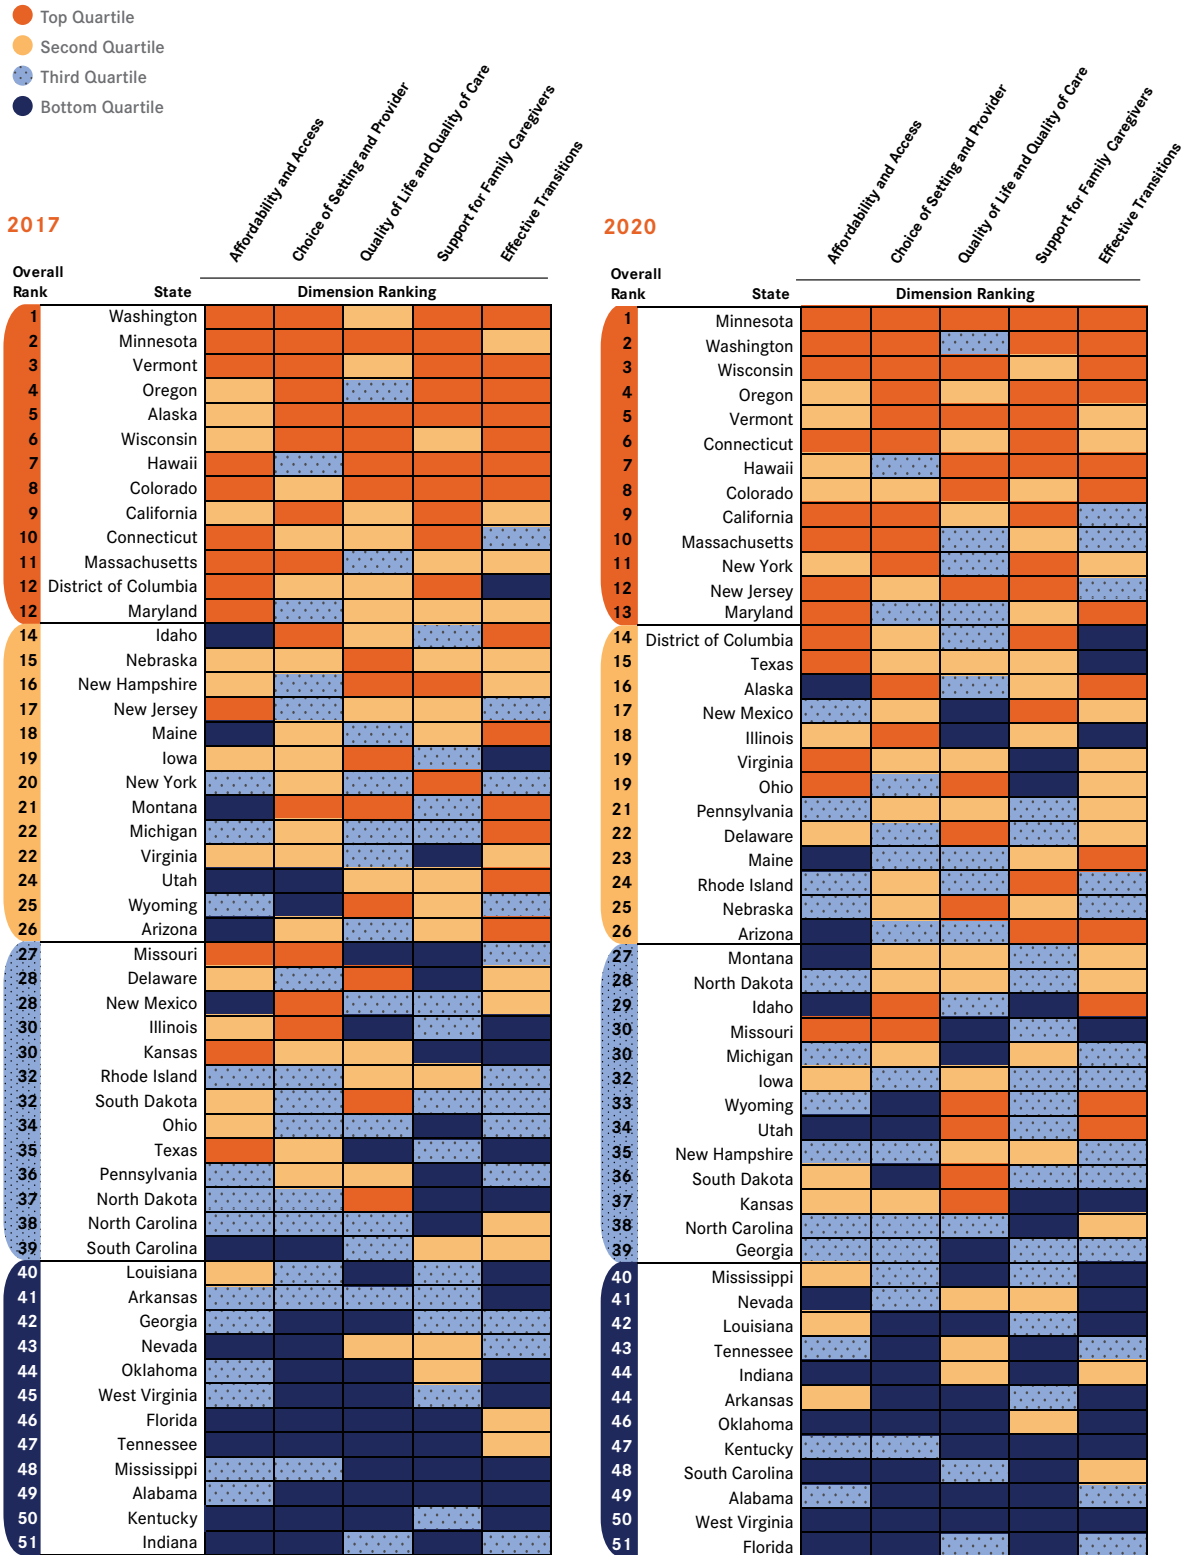 Top Quartile
Second Quartile
Third Quartile
Bottom Quartile
2017
Affordability and Access
Choice of Setting and Provider
Quality of Life and Quality of Care
Support for Family Caregivers
Effective Transitions
Overall
Rank State Dimension Ranking
1 Washington
2 Minnesota
3 Vermont
4 Oregon
5 Alaska
6 Wisconsin
7 Hawaii
8 Colorado
9 California
10 Connecticut
11 Massachusetts
12 District of Columbia
12 Maryland
14 Idaho
15 Nebraska
16 New Hampshire
17 New Jersey
18 Maine
19 Iowa
20 New York
21 Montana
22 Michigan
22 Virginia
24 Utah
25 Wyoming
26 Arizona
27 Missouri
28 Delaware
28 New Mexico
30 Illinois
30 Kansas
32 Rhode Island
32 South Dakota
34 Ohio
35 Texas
36 Pennsylvania
37 North Dakota
38 North Carolina
39 South Carolina
40 Louisiana
41 Arkansas
42 Georgia
43 Nevada
44 Oklahoma
45 West Virginia
46 Florida
47 Tennessee
48 Mississippi
49 Alabama
50 Kentucky
51 Indiana
2020
Affordability and Access
Choice of Setting and Provider
Quality of Life and Quality of Care
Support for Family Caregivers
Effective Transitions
Overall
Rank State Dimension Ranking
1 Minnesota
2 Washington
3 Wisconsin
4 Oregon
5 Vermont
6 Connecticut
7 Hawaii
8 Colorado
9 California
10 Massachusetts
11 New York
12 New Jersey
13 Maryland
14 District of Columbia
15 Texas
16 Alaska
17 New Mexico
18 Illinois
19 Virginia
19 Ohio
21 Pennsylvania
22 Delaware
23 Maine
24 Rhode Island
25 Nebraska
26 Arizona
27 Montana
28 North Dakota
29 Idaho
30 Missouri
30 Michigan
32 Iowa
33 Wyoming
34 Utah
35 New Hampshire
36 South Dakota
37 Kansas
38 North Carolina
39 Georgia
40 Mississippi
41 Nevada
42 Louisiana
43 Tennessee
44 Indiana
44 Arkansas
46 Oklahoma
47 Kentucky
48 South Carolina
49 Alabama
50 West Virginia
51 Florida